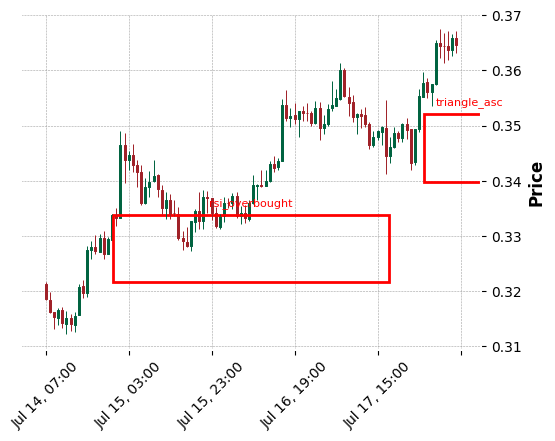 0.37
0.36
triangle_asc
0.35
0.34
Price
rsi_overbought
0.33
0.32
0.31
Jul 14, 07:00
Jul 15, 03:00
Jul 15, 23:00
Jul 16, 19:00
Jul 17, 15:00